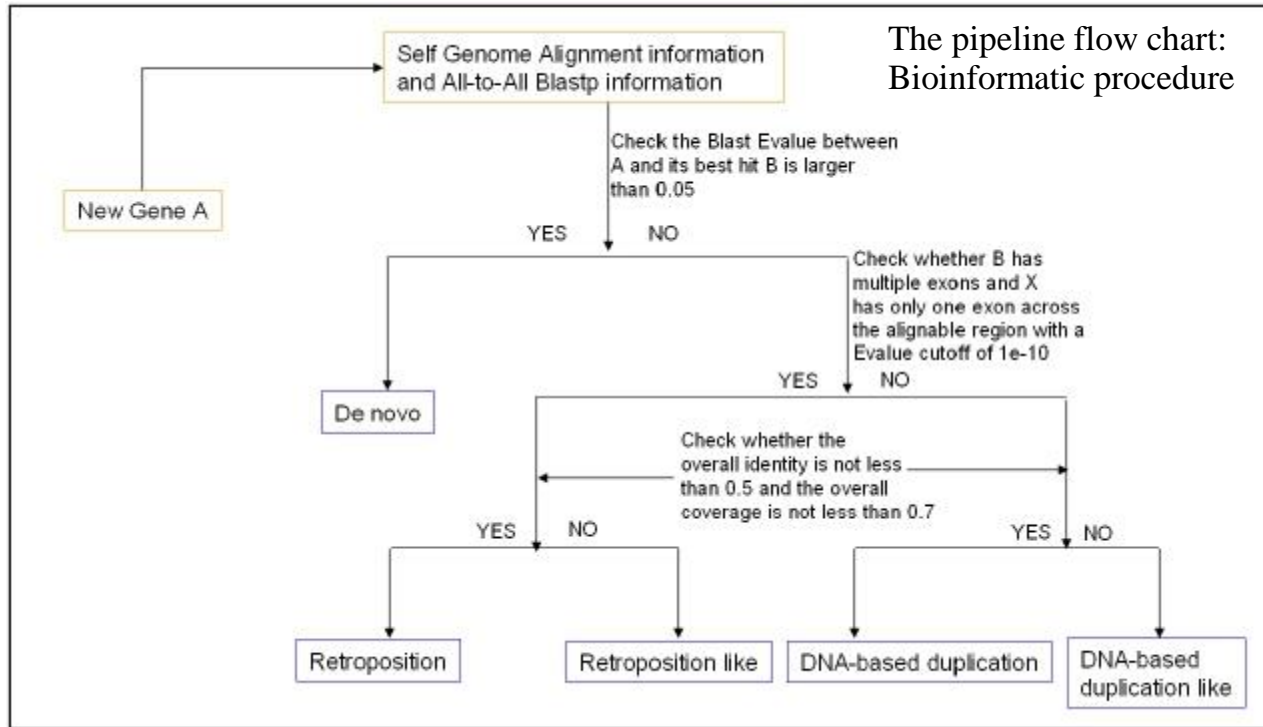 The pipeline flow chart:
Bioinformatic procedure
Self Genome Alignment information
and All-to-All Blastp information
Check the Blast Evalue between
A and its best hit B is larger
than 0.05
New Gene A
YES
NO
Check whether B has
multiple exons and X
has only one exon across
the alignable region with a
Evalue cutoff of 1e-10
De novo
YES
NO
Check whether the
overall identity is not less
than 0.5 and the overall
coverage is not less than 0.7
YES
NO
YES
NO
Retroposition
Retroposition like
DNA-based duplication
DNA-based
duplication like